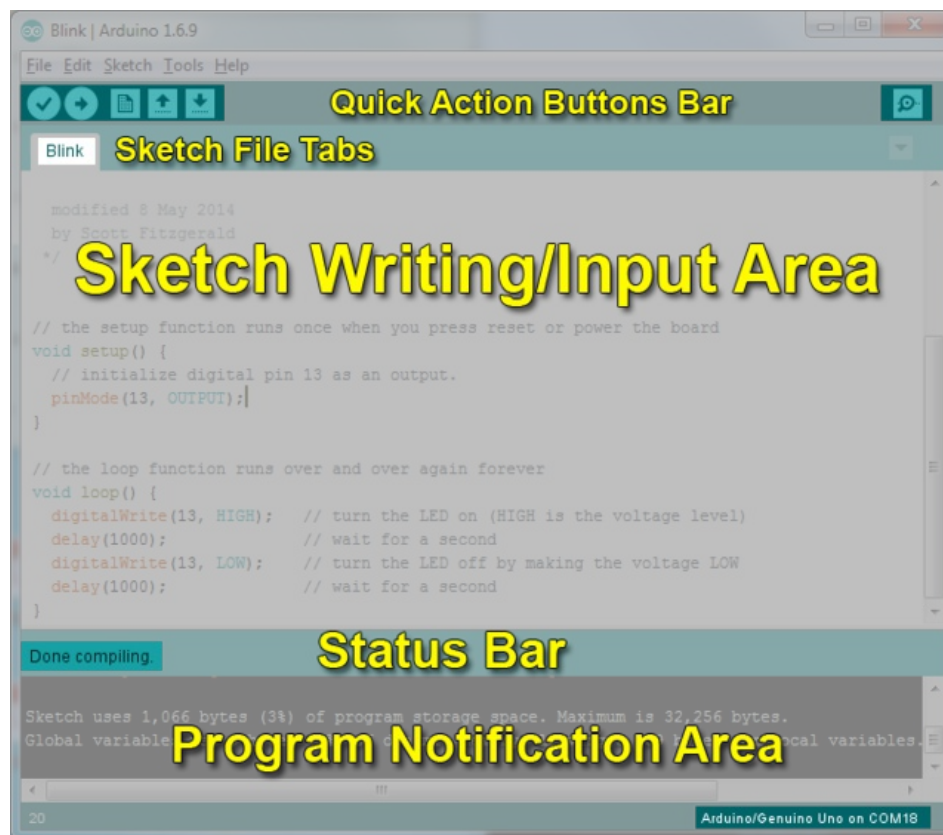 Blink | Arduino 1.6.9
File Edit Sketch Tools Help
Quick Action Buttons Bar
Blink
Sketch File Tabs
modified 8 May 2014
by Scott Fitzgerald
*/
Sketch Writing/Input Area
// the setup function runs once when you press reset or power the board
void setup() {
// initialize digital pin 13 as an output.
pinMode(13, OUTPUT);
}
// the loop function runs over and over again forever
void loop() {
digitalWrite(13, HIGH); // turn the LED on (HIGH is the voltage level)
delay(1000); // wait for a second
digitalWrite(13, LOW); // turn the LED off by making the voltage LOW
delay(1000); // wait for a second
}
Done compiling.
Status Bar
Sketch uses 1,066 bytes (3%) of program storage space. Maximum is 32,256 bytes.
Global local variables.
Program Notification Area
20
Arduino/Genuino Uno on COM18